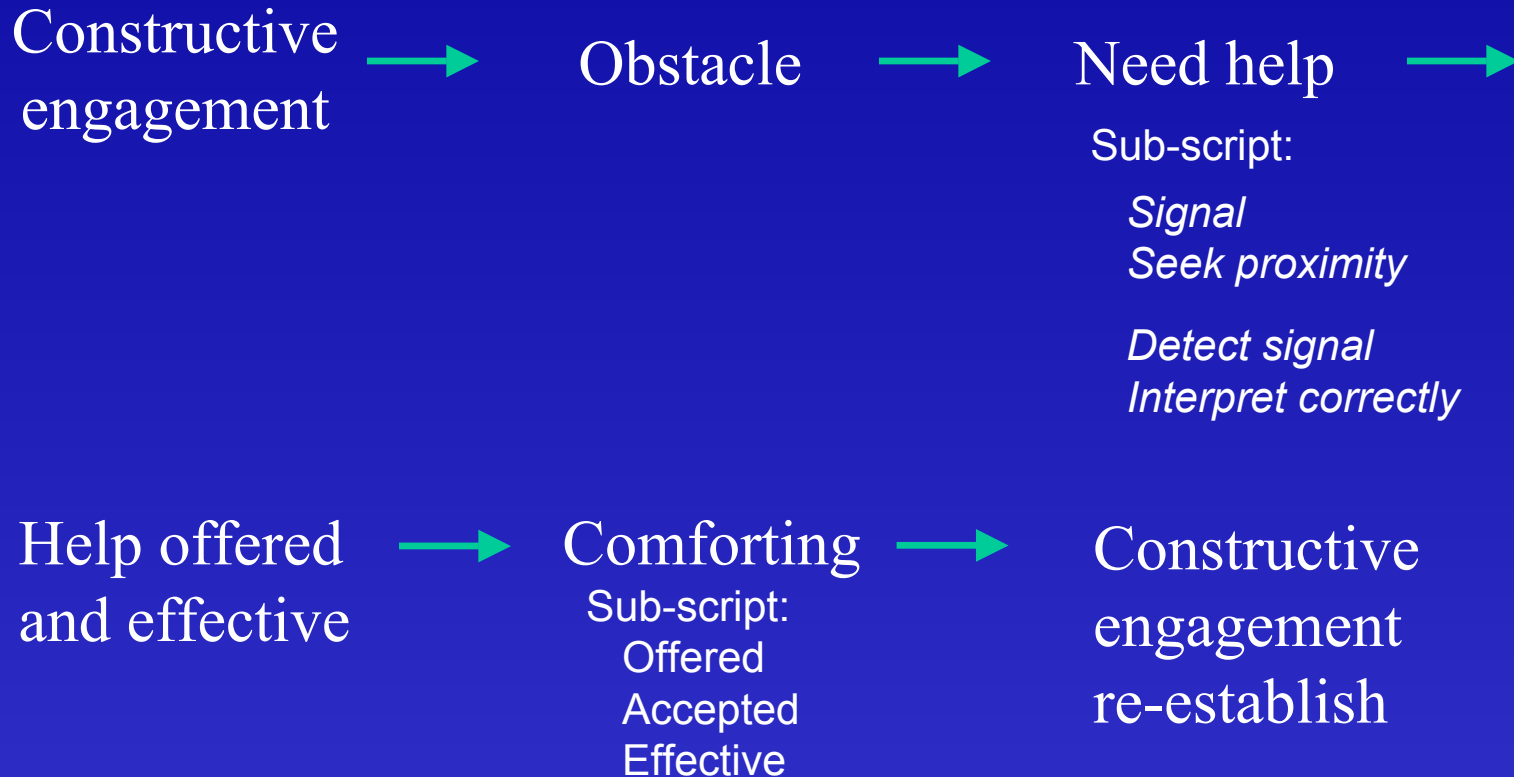 Constructive
engagement
Obstacle
Need help
Sub-script:
Signal
Seek proximity
Detect signal
Interpret correctly
Help offered
and effective
Comforting
Sub-script:
Offered
Accepted
Effective
Constructive
engagement
re-establish